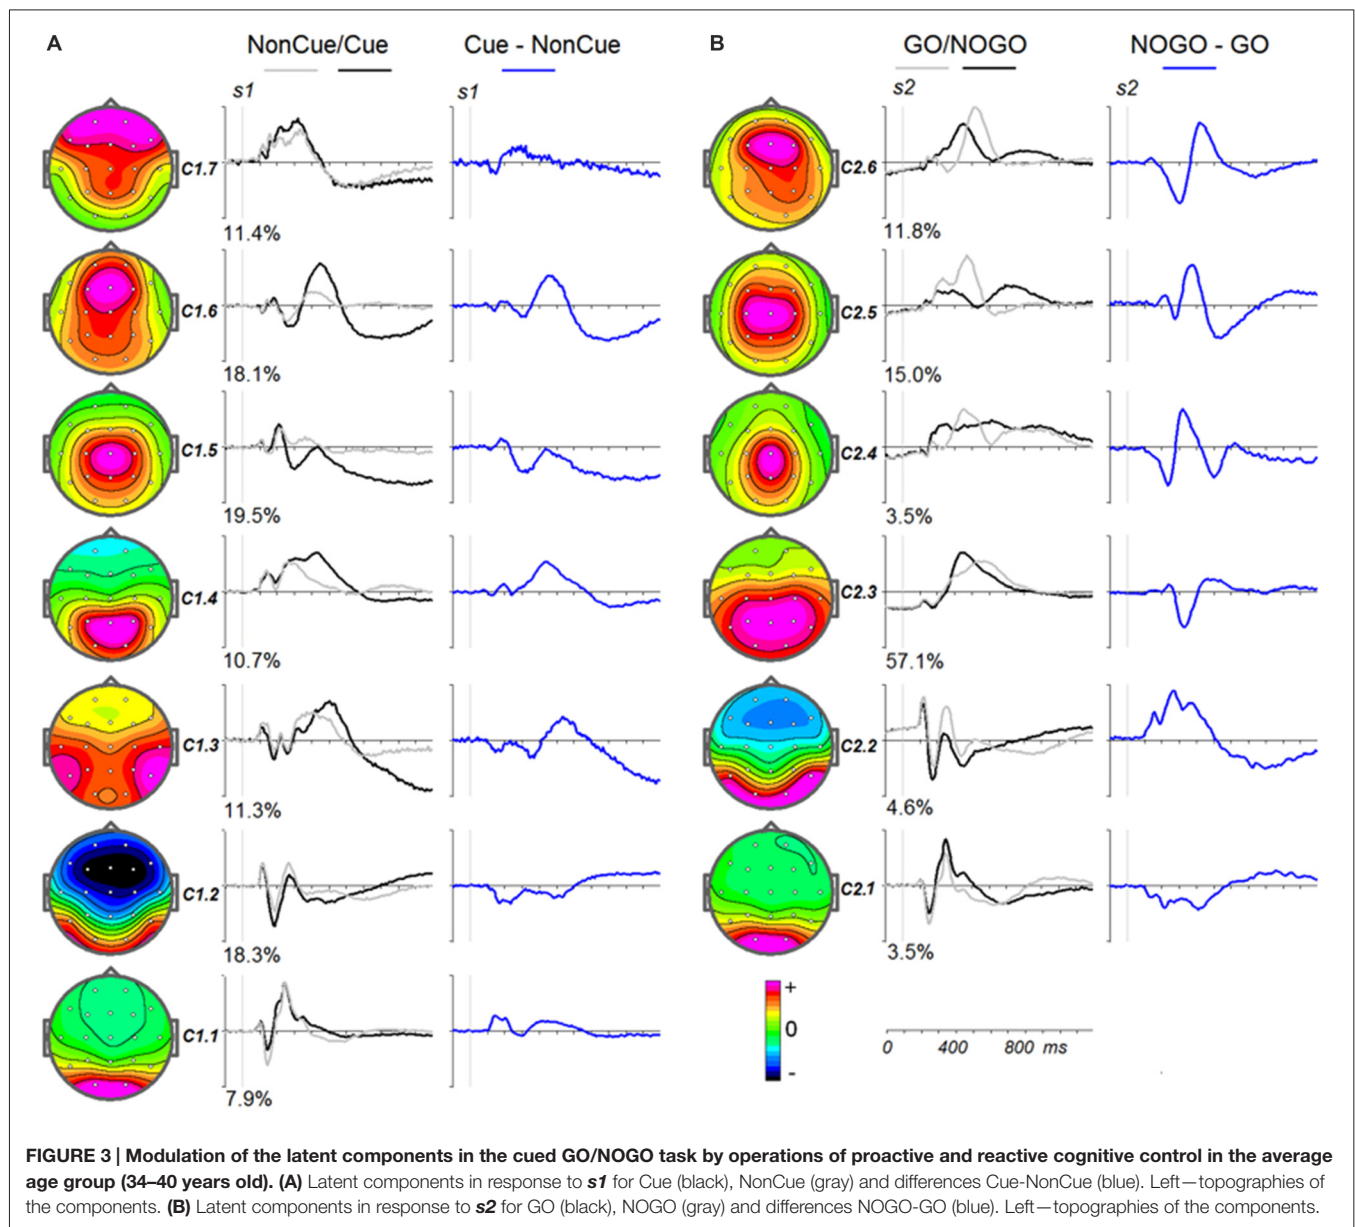 A
NonCue/Cue
Cue - NonCue
B
GO/NOGO
NOGO - GO
s1
s1
s2
s2
C1.7
11.4%
C2.6
11.8%
C1.6
18.1%
C2.5
15.0%
C1.5
19.5%
C2.4
3.5%
C1.4
10.7%
C2.3
57.1%
C1.3
11.3%
C2.2
4.6%
C1.2
18.3%
C2.1
3.5%
C1.1
7.9%
+
0
-
0 400 800 ms
FIGURE 3 | Modulation of the latent components in the cued GO/NOGO task by operations of proactive and reactive cognitive control in the average
age group (34–40 years old). (A) Latent components in response to s1 for Cue (black), NonCue (gray) and differences Cue-NonCue (blue). Left—topographies of
the components. (B) Latent components in response to s2 for GO (black), NOGO (gray) and differences NOGO-GO (blue). Left—topographies of the components.